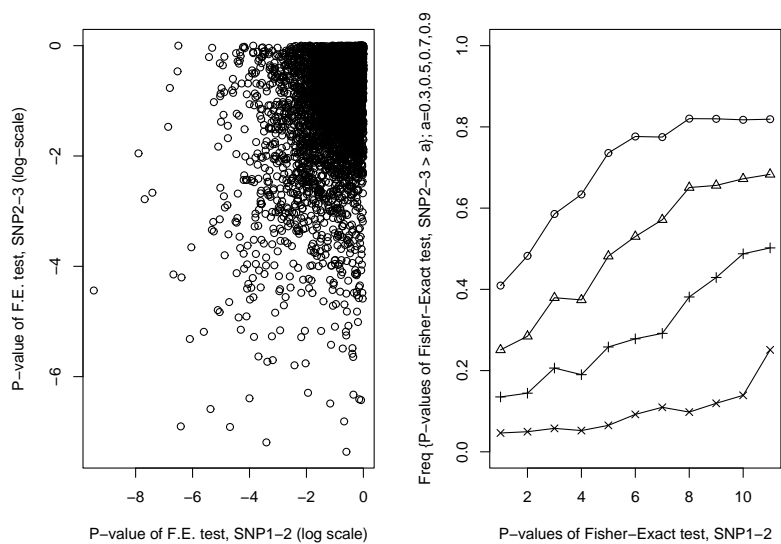 P−value of F.E. test, SNP2−3 (log−scale)
0
−2
−4
−6
−8 −6 −4 −2 0
P−value of F.E. test, SNP1−2 (log scale)
Freq {P−values of Fisher−Exact test, SNP2−3 > a}; a=0.3,0.5,0.7,0.9
1.0
0.8
0.6
0.4
0.2
0.0
2 4 6 8 10
P−values of Fisher−Exact test, SNP1−2